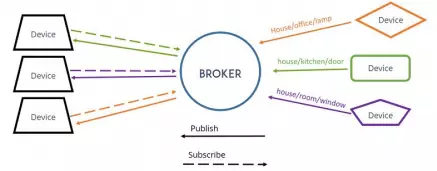 Device
Device
Device
BROKER
House/office/lamp
Device
house/kitchen/door
Device
house/room/window
Device
Publish
Subscribe